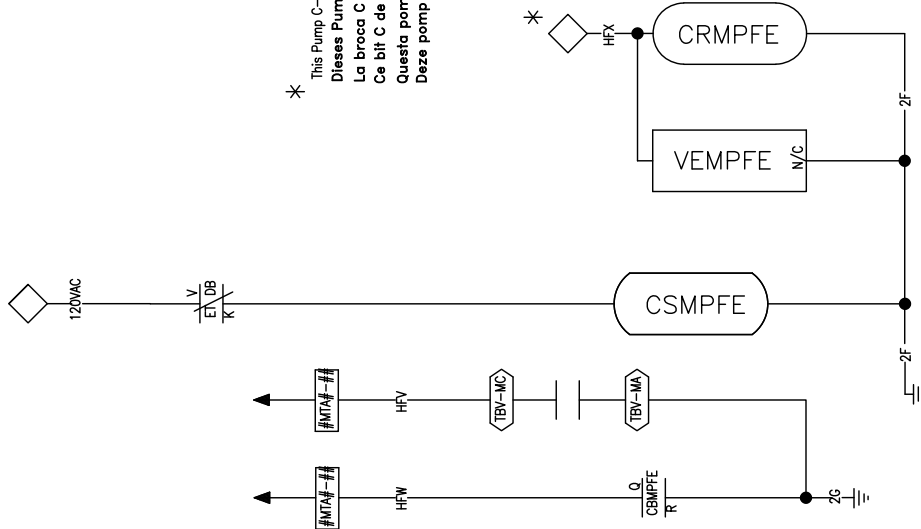 *
This Pump C-
Dieses Pum
La broca C
Ce bit C de
Questa pom
Deze pomp
*
HFX
CRMPFE
2F
VEMPFE
N/C
120VAC
V
ET DB
K
CSMPFE
2F
#MTA#-##
HFV
TBV-MC
TBV-MA
#MTA#-##
HFW
Q
CBMPFE
R
2G